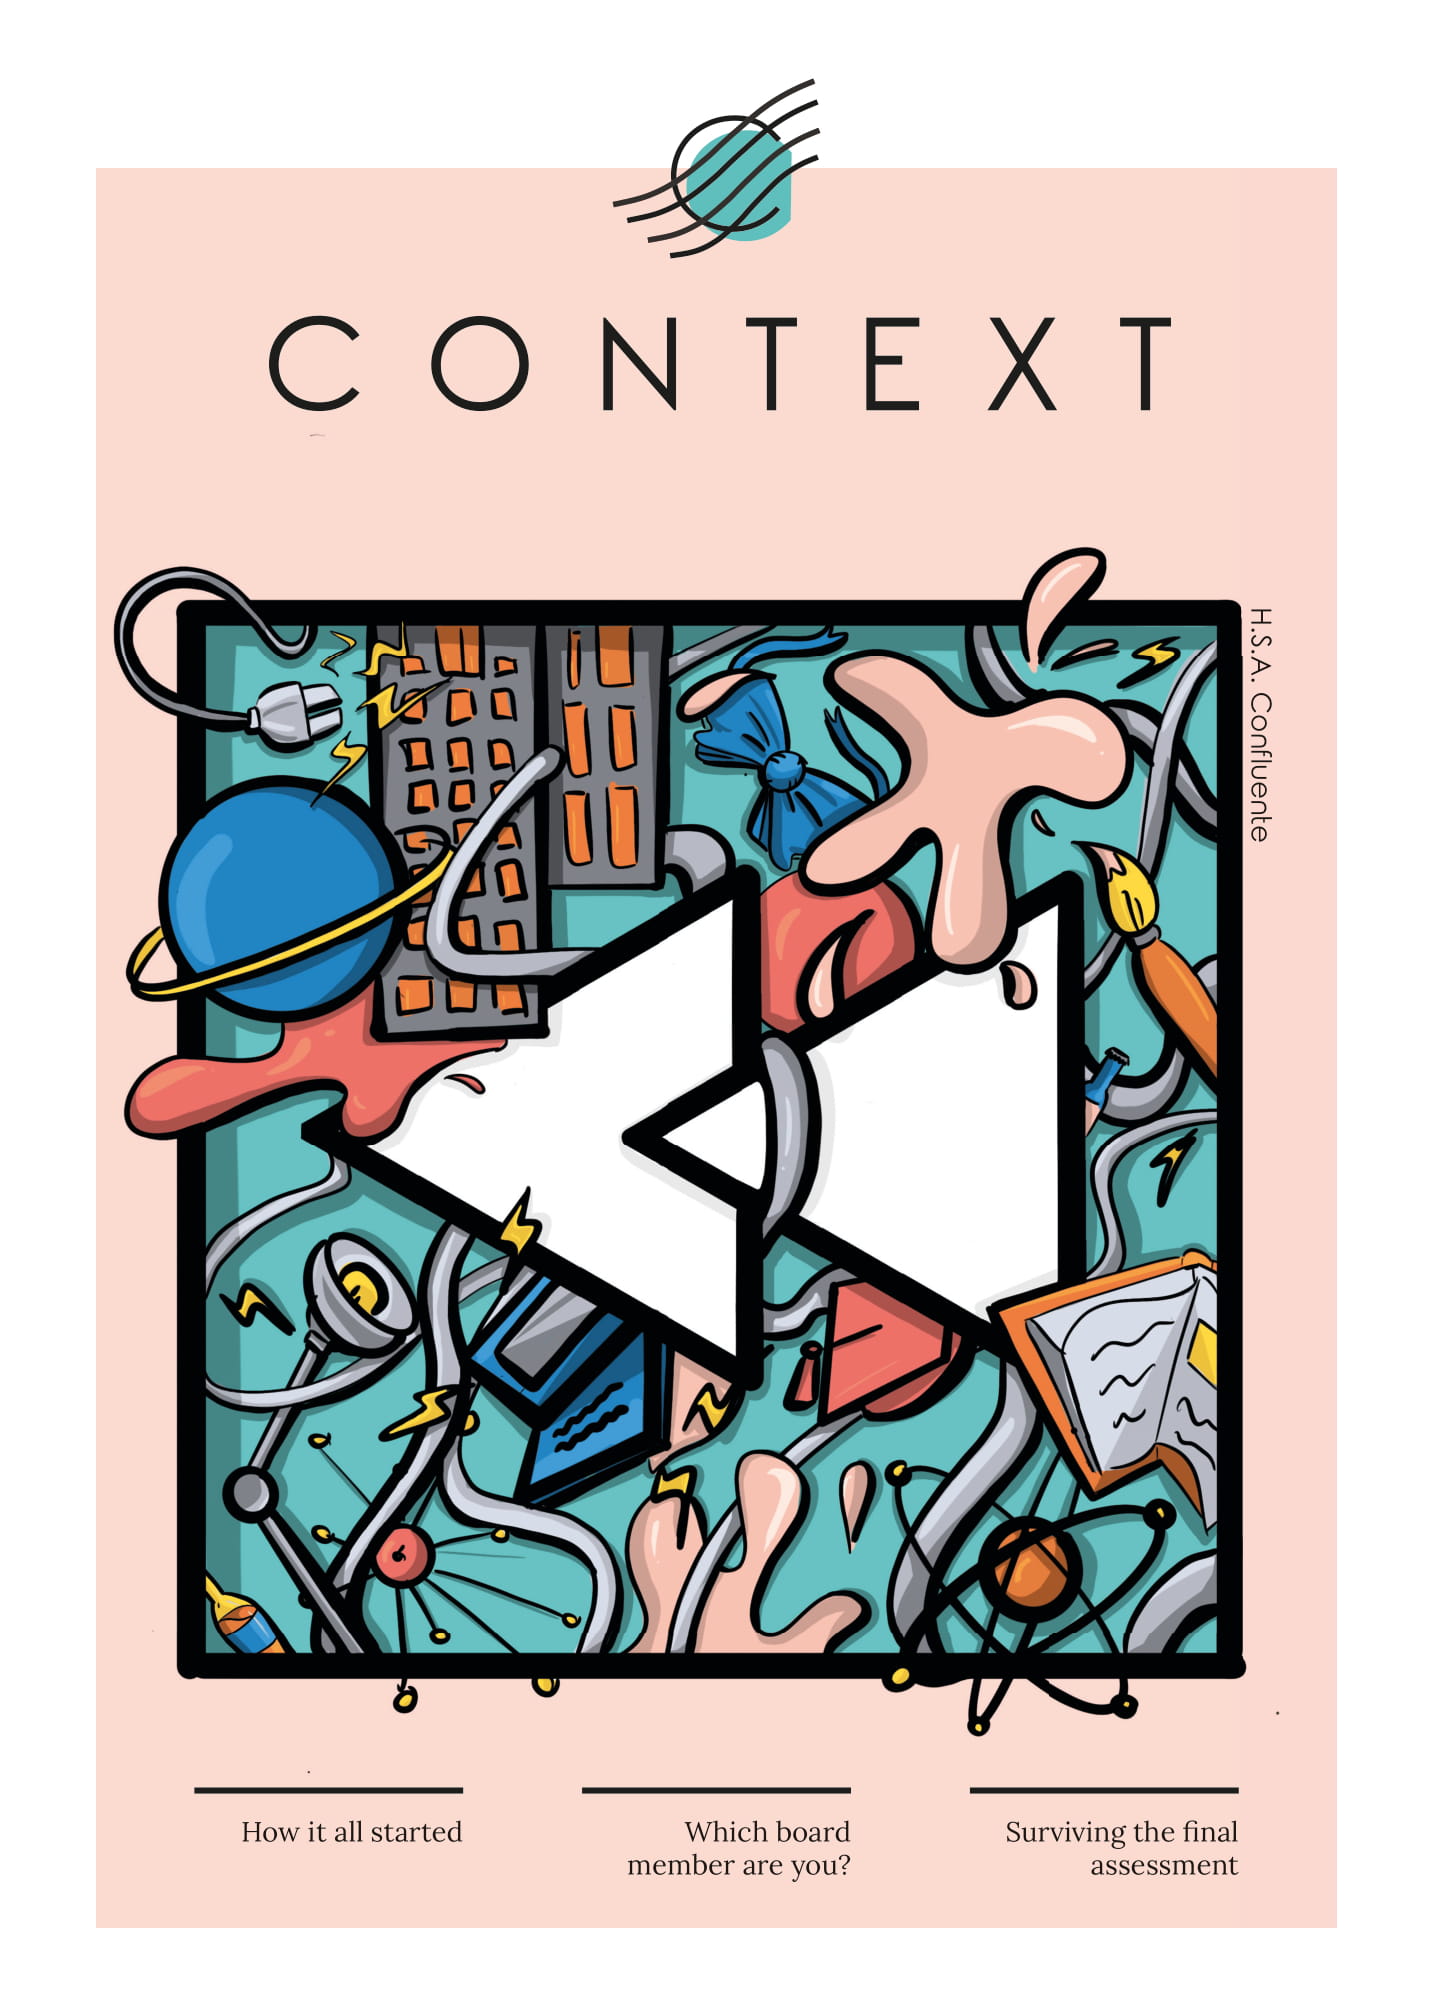 CONTEXT
H.S.A. Confluente
How it all started
Which board
member are you?
Surviving the final
assessment